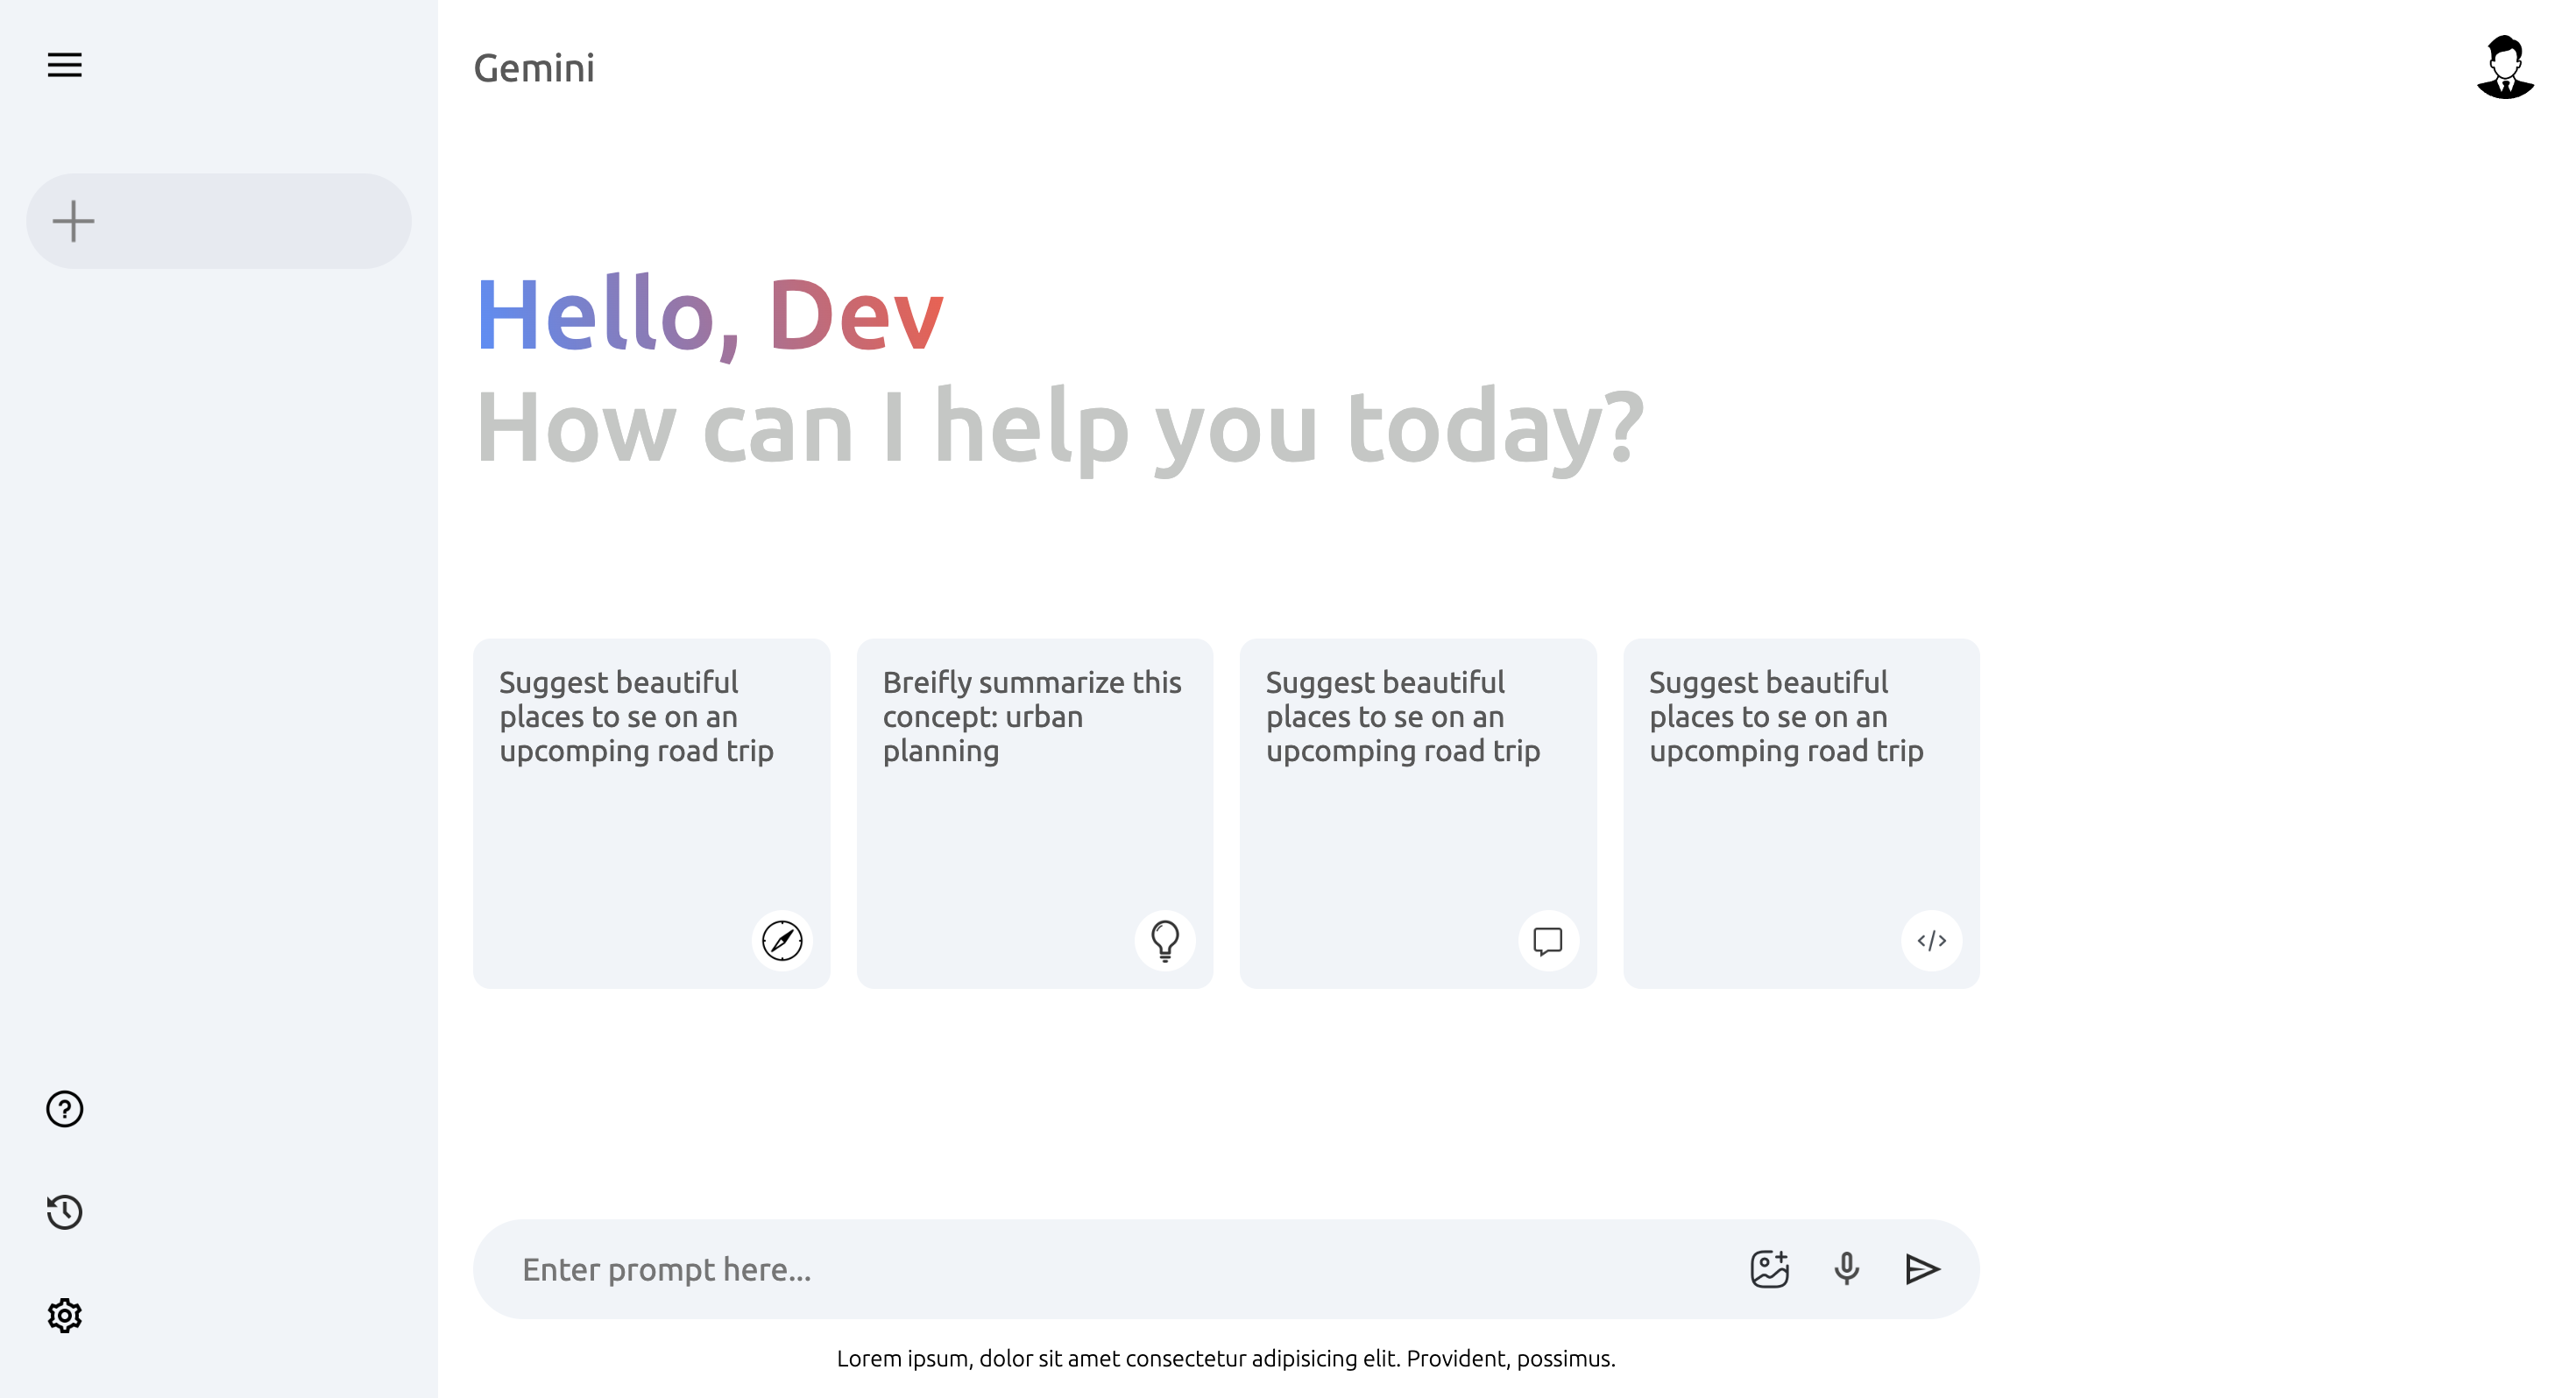 Gemini
Hello, Dev
How can I help you today?
Suggest beautiful
places to se on an
upcomping road trip
Breifly summarize this
concept: urban
planning
Suggest beautiful
places to se on an
upcomping road trip
Suggest beautiful
places to se on an
upcomping road trip
Enter prompt here...
Lorem ipsum, dolor sit amet consectetur adipisicing elit. Provident, possimus.